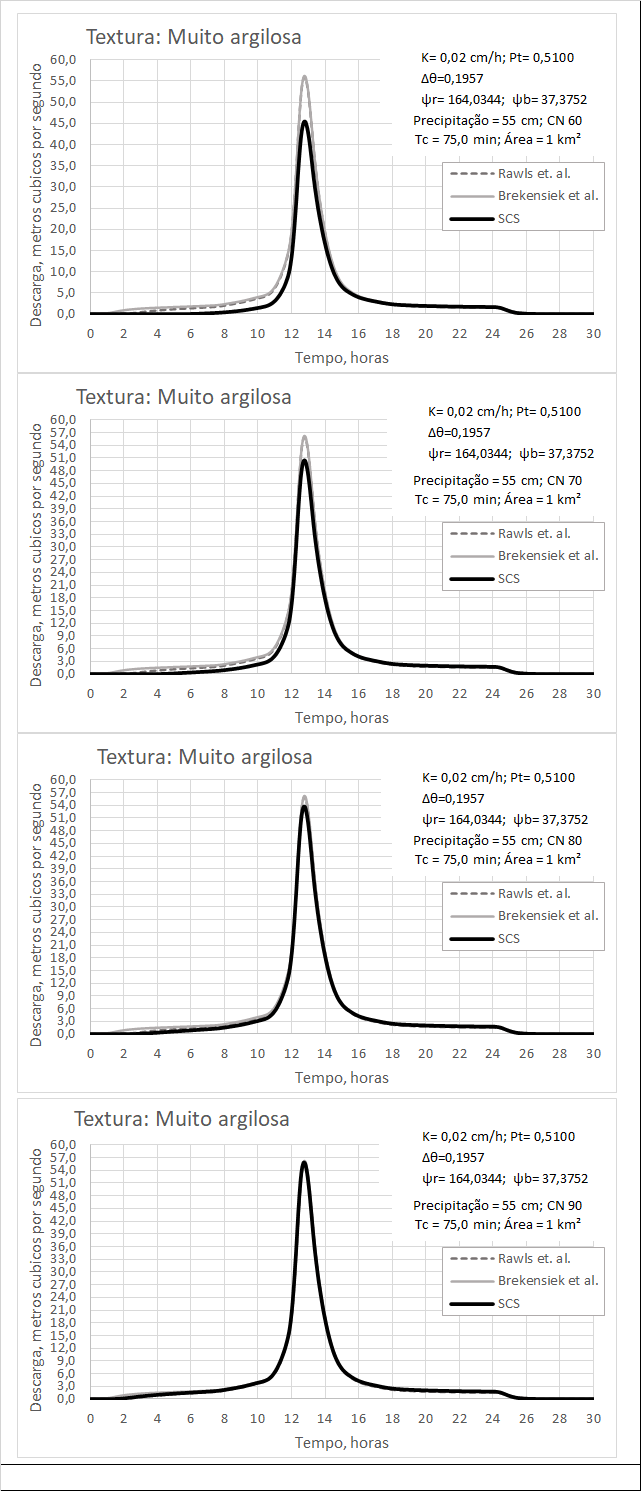 Textura: Muito argilosa
K= 0,02 cm/h; Pt= 0,5100
Δθ=0,1957
ψr= 164,0344;  ψb= 37,3752
Precipitação = 55 cm; CN 60
Tc = 75,0 min; Área = 1 km²
Rawls et. al.
Brekensiek et al.
SCS
Descarga, metros cubicos por segundo
60,0
55,0
50,0
45,0
40,0
35,0
30,0
25,0
20,0
15,0
10,0
5,0
0,0
0 2 4 6 8 10 12 14 16 18 20 22 24 26 28 30
Tempo, horas
Textura: Muito argilosa
K= 0,02 cm/h; Pt= 0,5100
Δθ=0,1957
ψr= 164,0344;  ψb= 37,3752
Precipitação = 55 cm; CN 70
Tc = 75,0 min; Área = 1 km²
Rawls et. al.
Brekensiek et al.
SCS
Descarga, metros cubicos por segundo
60,0
57,0
54,0
51,0
48,0
45,0
42,0
39,0
36,0
33,0
30,0
27,0
24,0
21,0
18,0
15,0
12,0
9,0
6,0
3,0
0,0
0 2 4 6 8 10 12 14 16 18 20 22 24 26 28 30
Tempo, horas
Textura: Muito argilosa
K= 0,02 cm/h; Pt= 0,5100
Δθ=0,1957
ψr= 164,0344;  ψb= 37,3752
Precipitação = 55 cm; CN 80
Tc = 75,0 min; Área = 1 km²
Rawls et. al.
Brekensiek et al.
SCS
Descarga, metros cubicos por segundo
60,0
57,0
54,0
51,0
48,0
45,0
42,0
39,0
36,0
33,0
30,0
27,0
24,0
21,0
18,0
15,0
12,0
9,0
6,0
3,0
0,0
0 2 4 6 8 10 12 14 16 18 20 22 24 26 28 30
Tempo, horas
Textura: Muito argilosa
K= 0,02 cm/h; Pt= 0,5100
Δθ=0,1957
ψr= 164,0344;  ψb= 37,3752
Precipitação = 55 cm; CN 90
Tc = 75,0 min; Área = 1 km²
Rawls et. al.
Brekensiek et al.
SCS
Descarga, metros cubicos por segundo
60,0
57,0
54,0
51,0
48,0
45,0
42,0
39,0
36,0
33,0
30,0
27,0
24,0
21,0
18,0
15,0
12,0
9,0
6,0
3,0
0,0
0 2 4 6 8 10 12 14 16 18 20 22 24 26 28 30
Tempo, horas